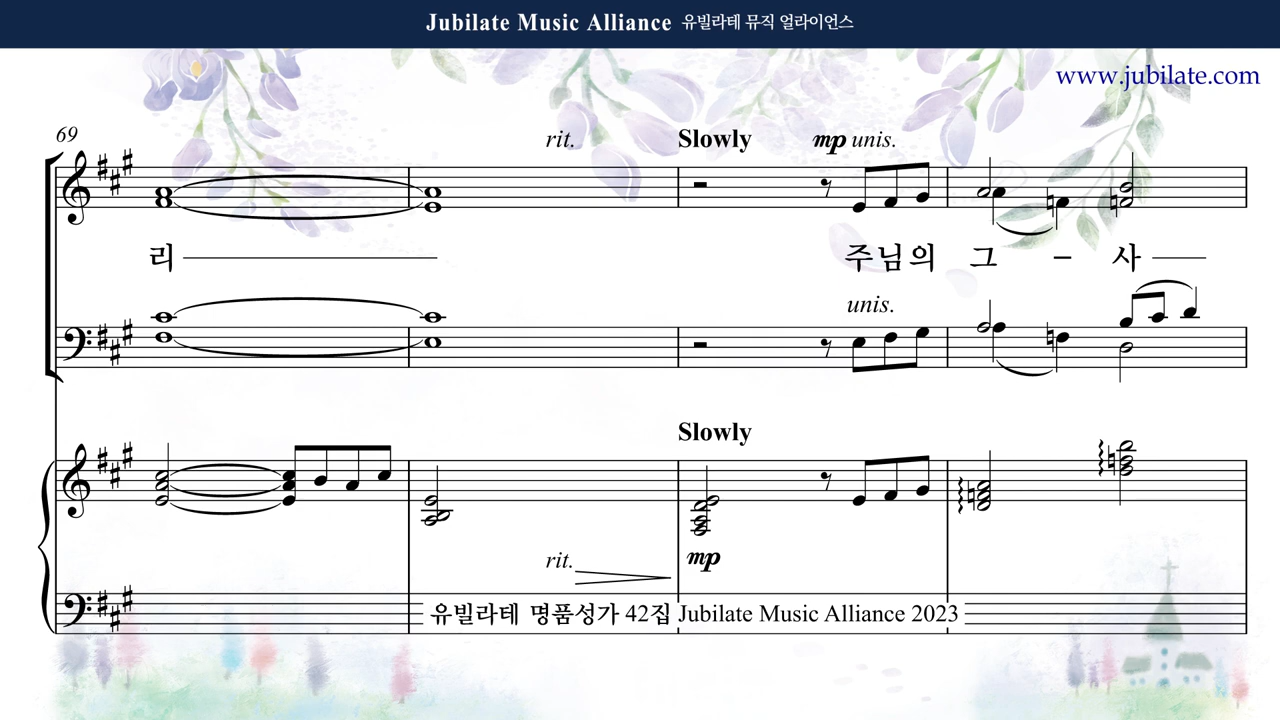 Jubilate Music Alliance 유빌라테 뮤직 얼라이언스
www.jubilate.com
69
rit. Slowly mp unis.
리 주님의 그 - 사
unis.
Slowly
rit. mp
유빌라테 명품성가 42집 Jubilate Music Alliance 2023